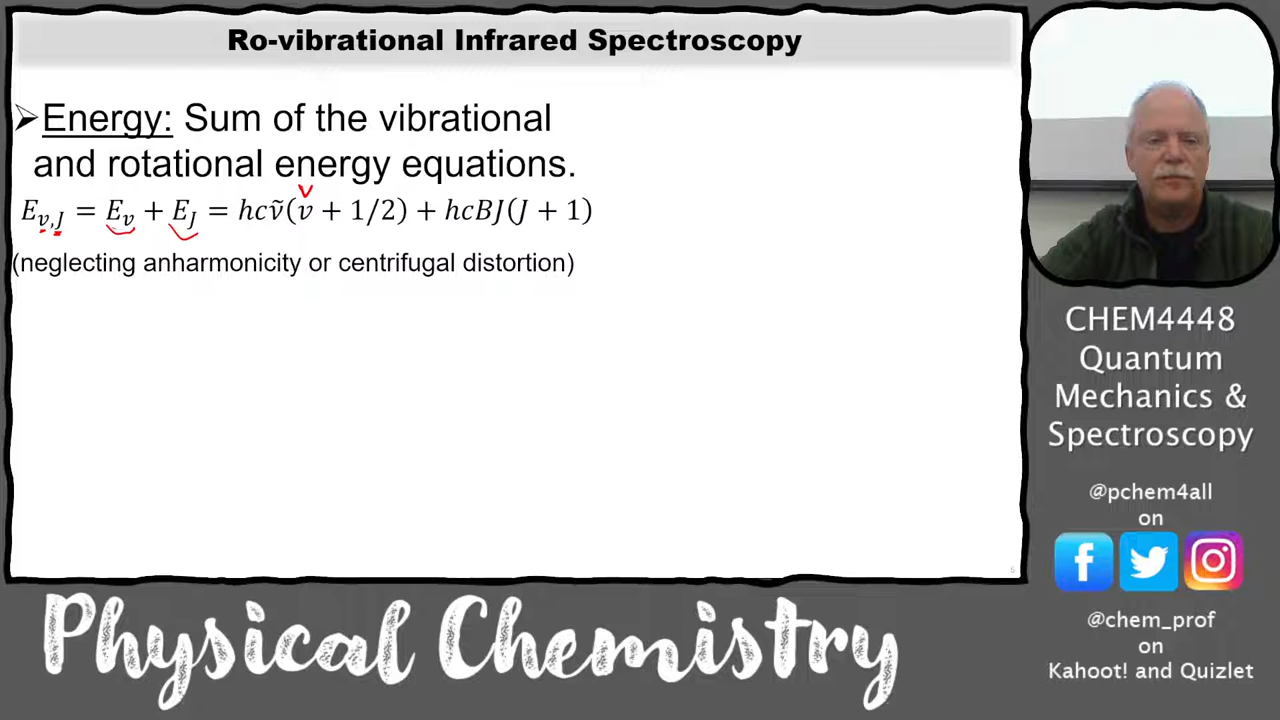 Ro-vibrational Infrared Spectroscopy
➢Energy: Sum of the vibrational
and rotational energy equations.
E_{v,J} = E_v + E_J = hcṽ(v + 1/2) + hcBJ(J + 1)
v
(neglecting anharmonicity or centrifugal distortion)
5
CHEM4448
Quantum
Mechanics &
Spectroscopy
@pchem4all
on
@chem_prof
on
Kahoot! and Quizlet
Physical Chemistry